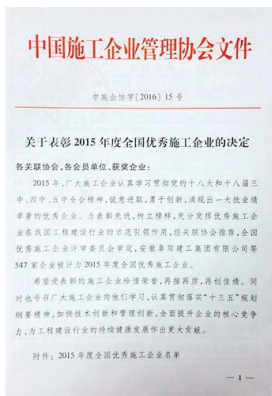 中国施工企业管理协会文件
中施企协字〔2016〕15号
关于表彰2015年度全国优秀施工企业的决定
各关联协会,各会员单位、获奖企业:
2015年,广大施工企业认真学习贯彻党的十八大和十八届三
中、四中、五中全会精神,锐意进取,勇于创新,涌现出一大批业绩
卓著的优秀企业。为表彰先进,树立榜样,充分发挥优秀施工企
业在我国工程建设行业的示范引领作用,经关联协会推荐,全国
优秀施工企业评审委员会审定,安徽阜阳建工集团有限公司等
547家企业被评为2015年度全国优秀施工企业。
希望受表彰的施工企业珍惜荣誉,再接再厉,再创佳绩。同
时也号召广大施工企业向他们学习,认真贯彻落实“十三五”规划
纲要精神,加快技术创新和管理创新,全面提升企业的核心竞争
力,为工程建设行业的持续健康发展作出更大贡献。
附件:2015年度全国优秀施工企业名单
— 1 —